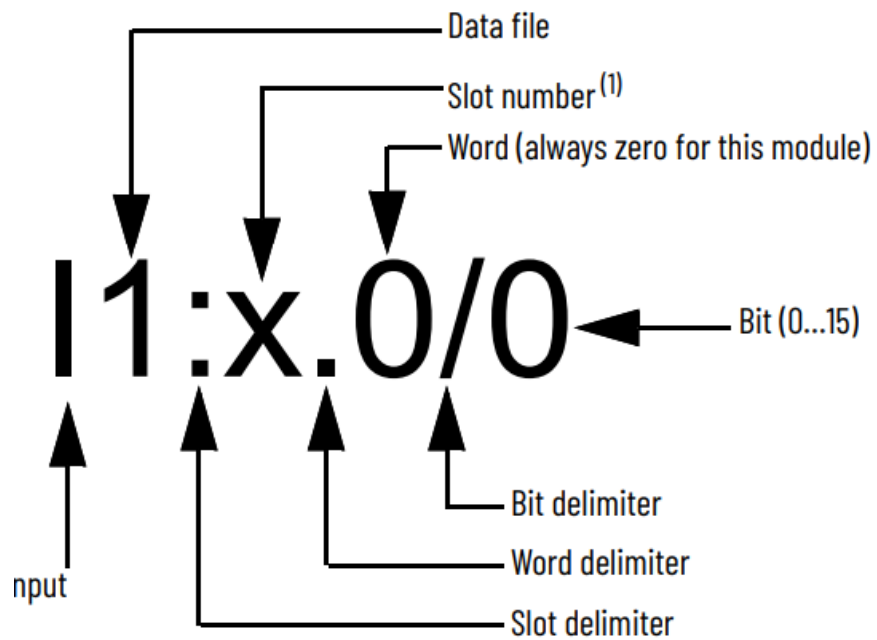 Data file
Slot number(1)
Word (always zero for this module)
I1:x.0/0
Bit (0...15)
Bit delimiter
Word delimiter
nput
Slot delimiter